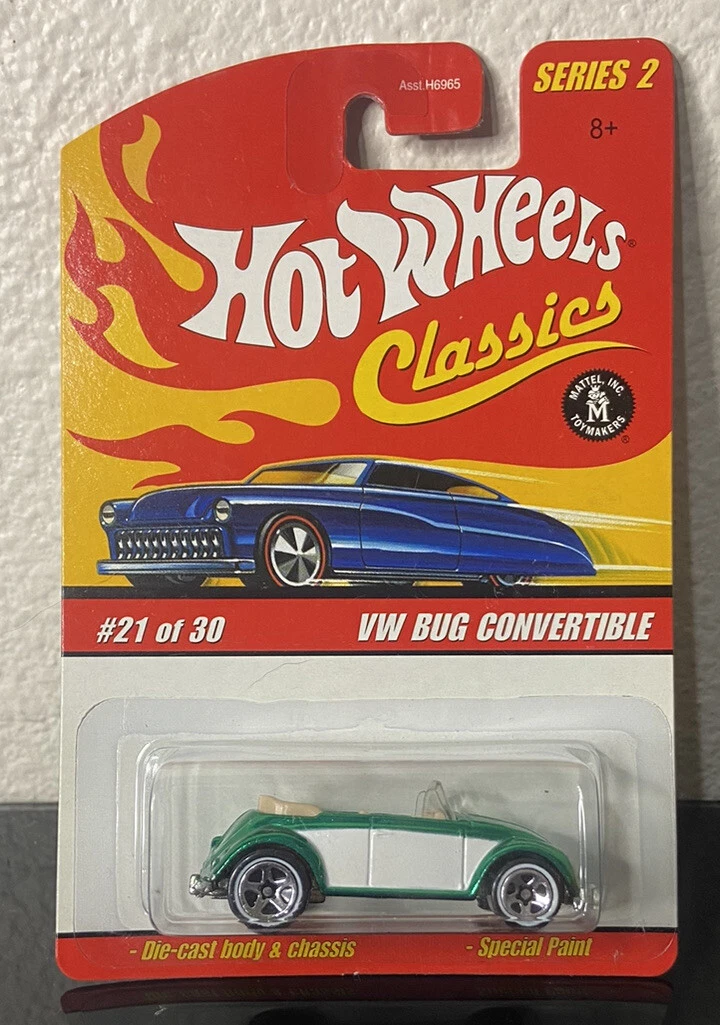 Asst.H6965
SERIES 2
8+
HOT WHEELS®
Classics
MATTEL, INC.
M
TOYMAKERS
®
#21 of 30
VW BUG CONVERTIBLE
- Die-cast body & chassis
- Special Paint